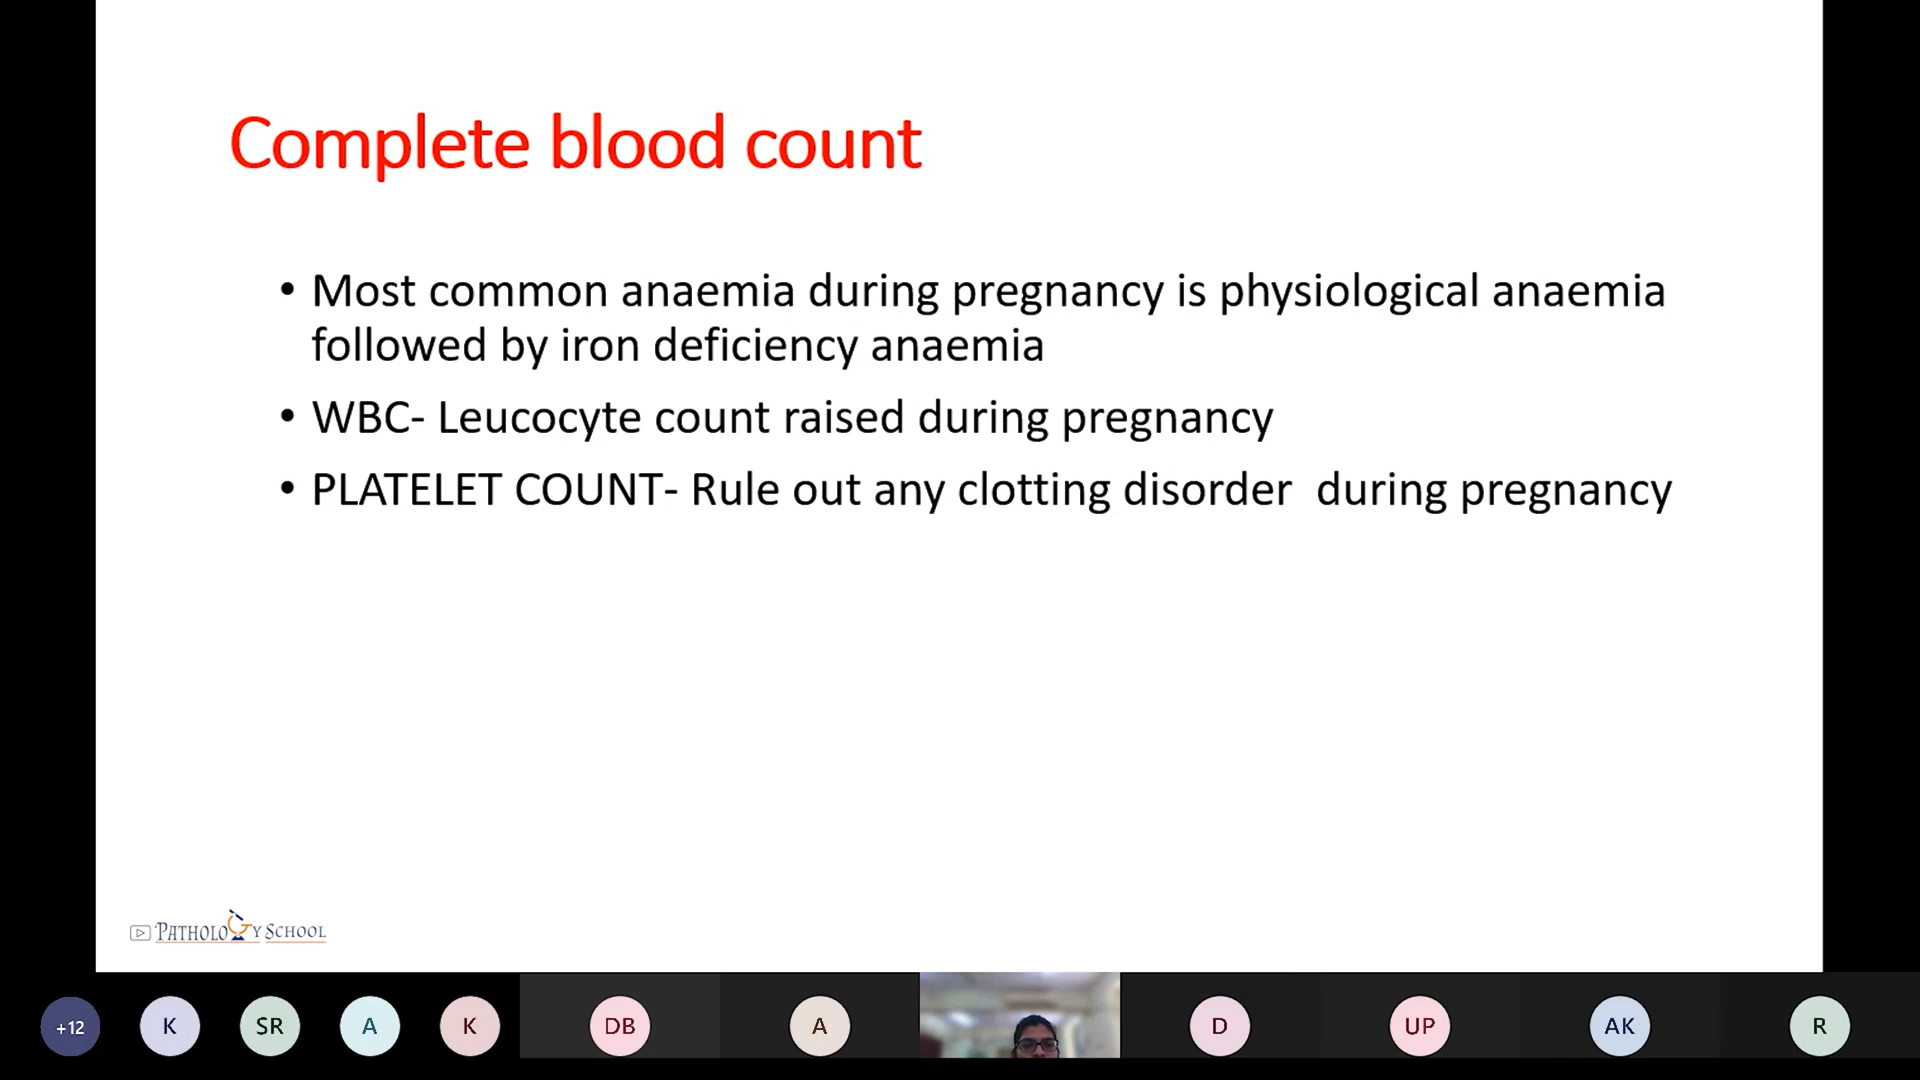 Complete blood count
• Most common anaemia during pregnancy is physiological anaemia
followed by iron deficiency anaemia
• WBC- Leucocyte count raised during pregnancy
• PLATELET COUNT- Rule out any clotting disorder  during pregnancy
PATHOLOGY SCHOOL
+12 K SR A K DB A D UP AK R